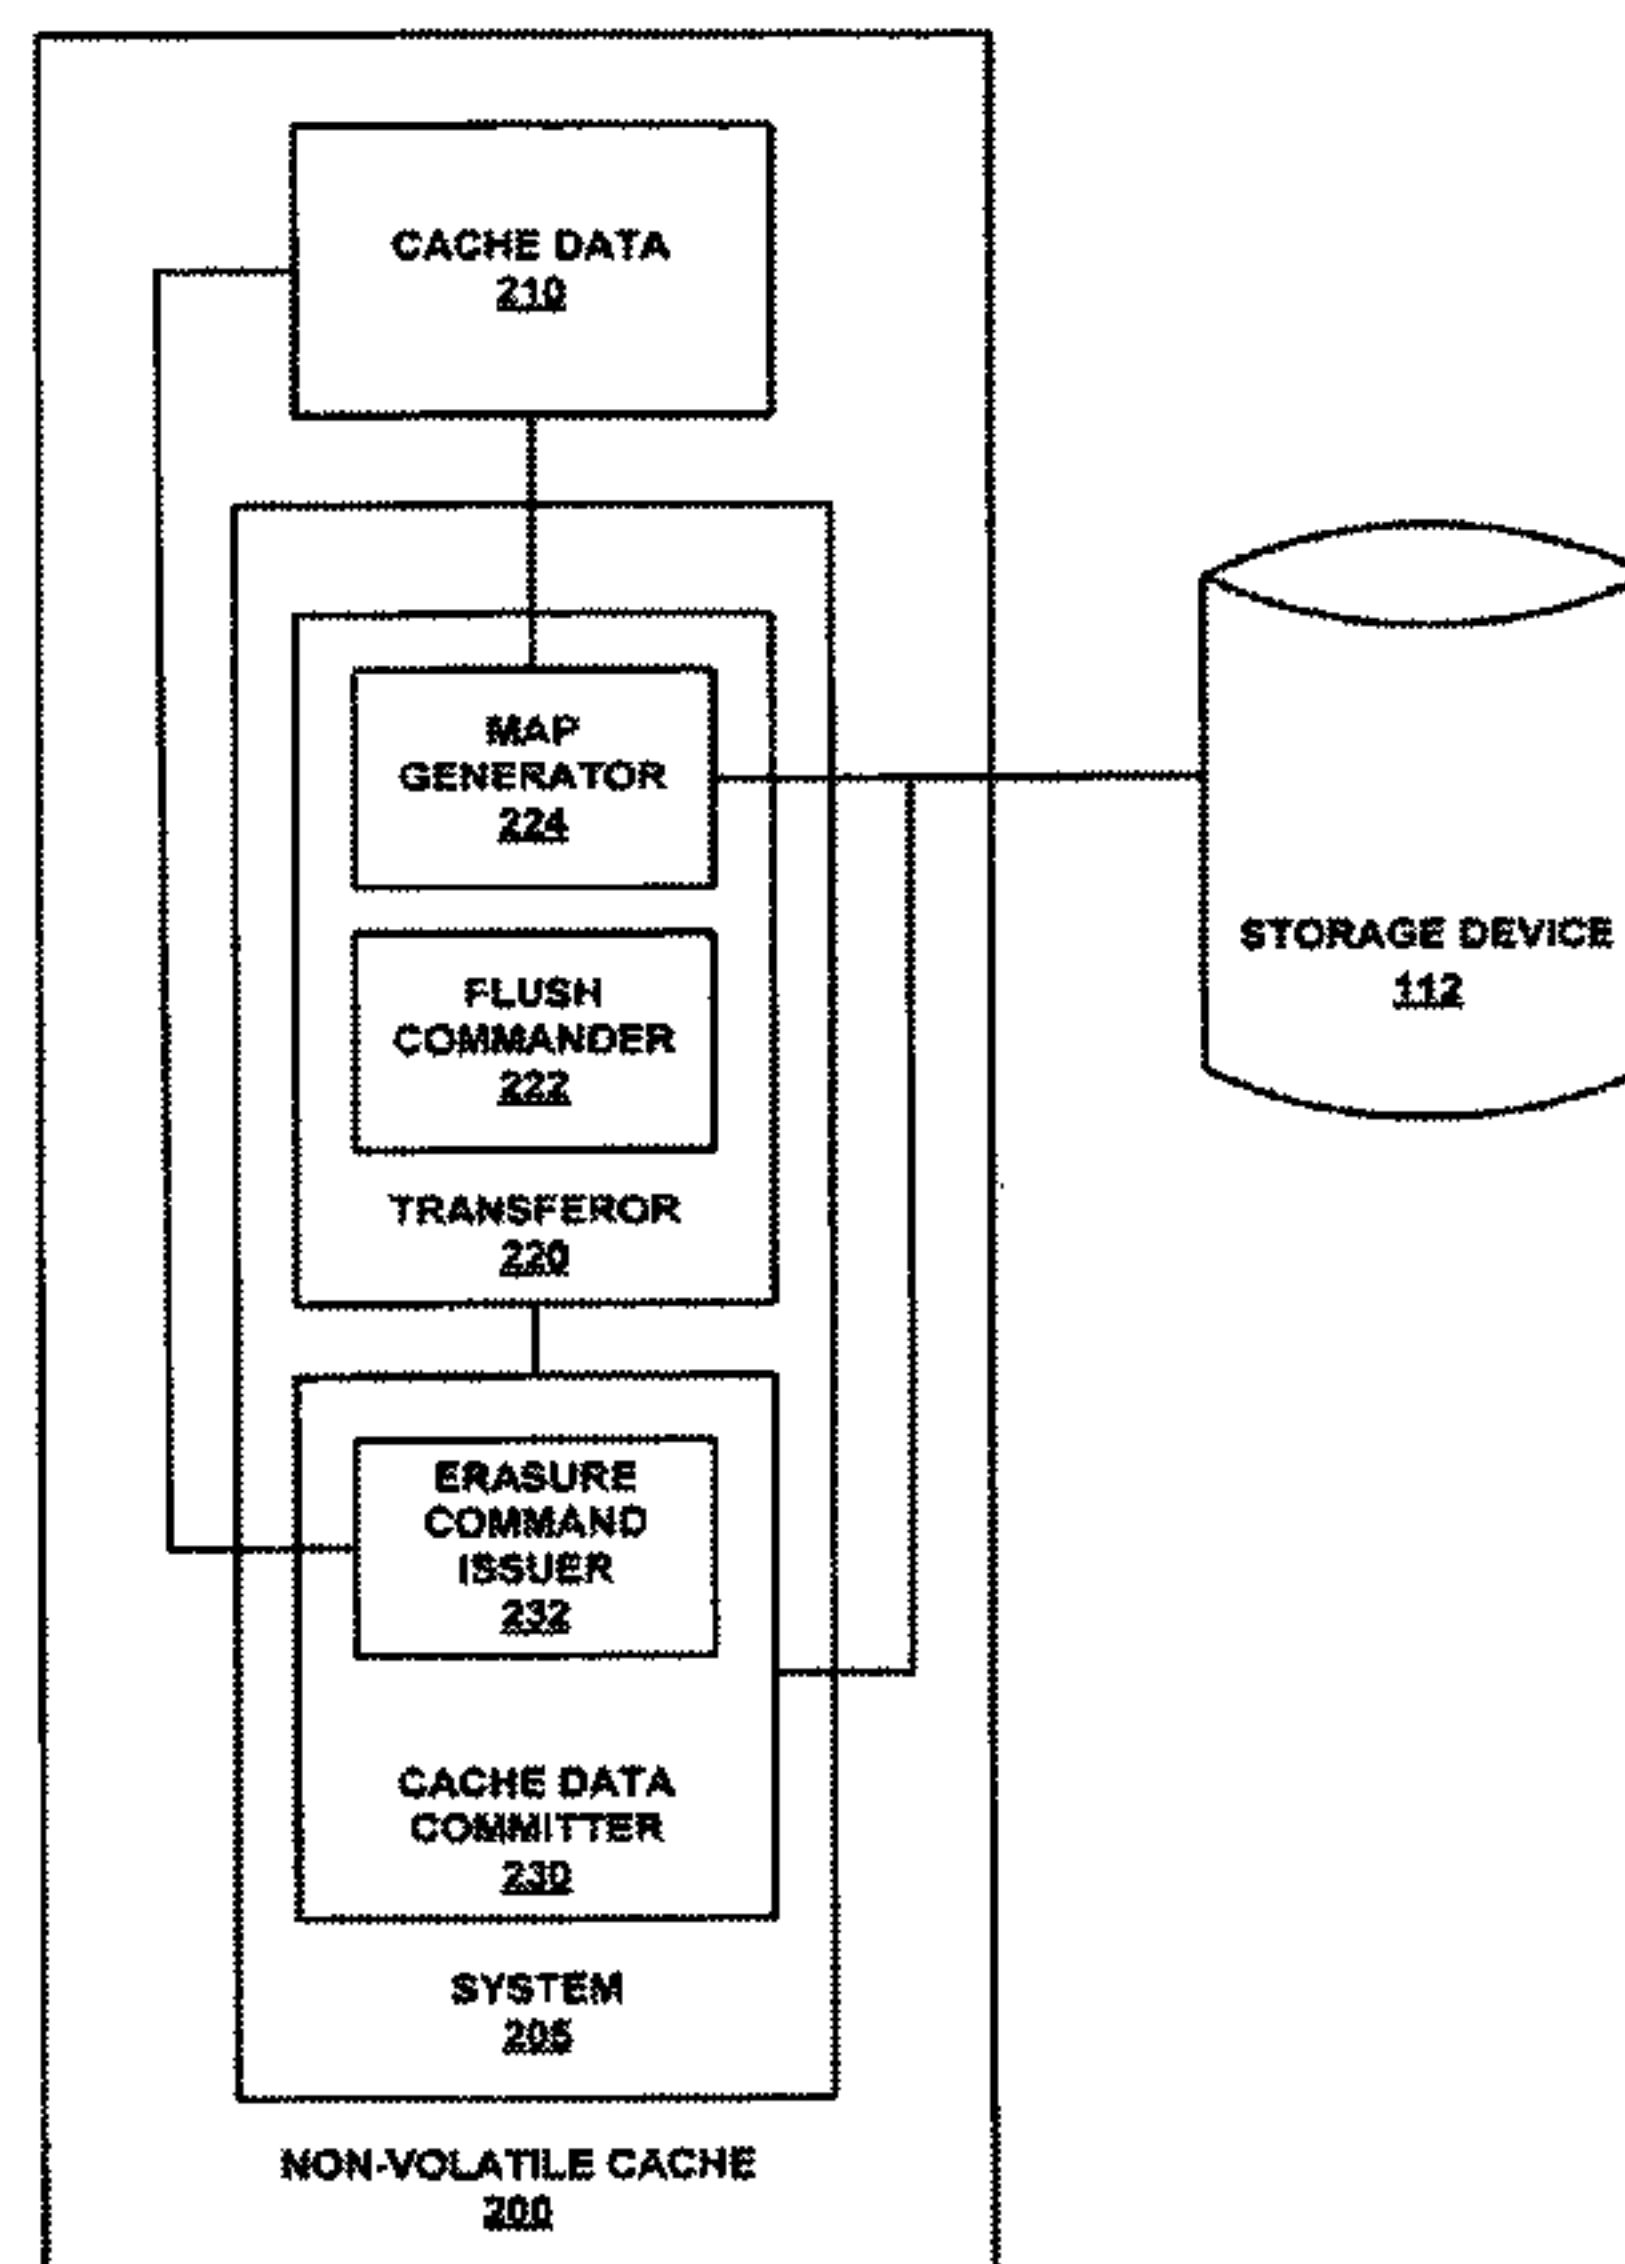 CACHE DATA
210
MAP
GENERATOR
224
FLUSH
COMMANDER
222
TRANSFEROR
220
ERASURE
COMMAND
ISSUER
232
CACHE DATA
COMMITTER
230
SYSTEM
205
NON-VOLATILE CACHE
200
STORAGE DEVICE
112